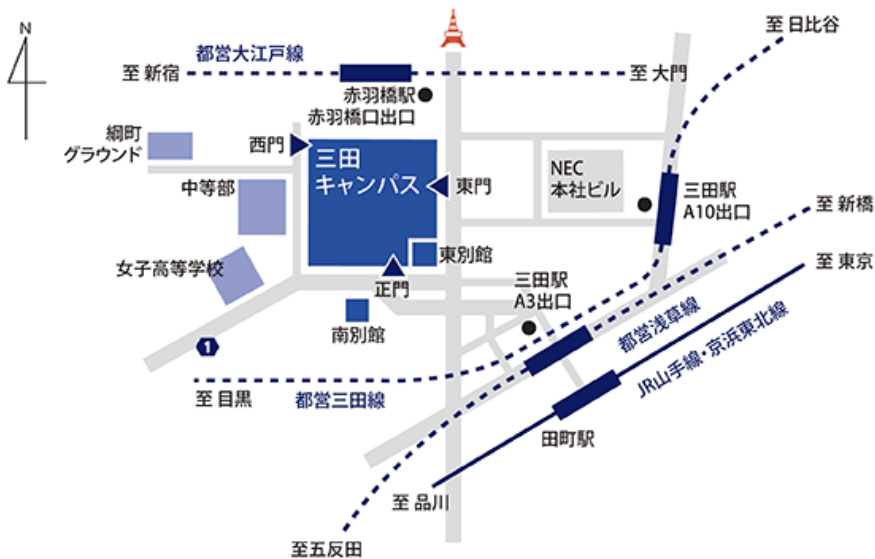 N
至 日比谷
都営大江戸線
至 新宿
至 大門
赤羽橋駅
赤羽橋口出口
綱町
グラウンド
西門
三田
キャンパス
東門
NEC
本社ビル
中等部
三田駅
A10出口
至 新橋
女子高等学校
東別館
正門
三田駅
A3出口
至 東京
南別館
1
都営浅草線
JR山手線・京浜東北線
至 目黒
都営三田線
田町駅
至 品川
至五反田